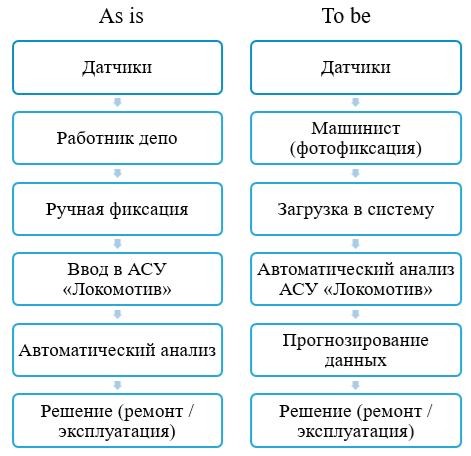 As is
Датчики
Работник депо
Ручная фиксация
Ввод в АСУ
«Локомотив»
Автоматический анализ
Решение (ремонт /
эксплуатация)
To be
Датчики
Машинист
(фотофиксация)
Загрузка в систему
Автоматический анализ
АСУ «Локомотив»
Прогнозирование
данных
Решение (ремонт /
эксплуатация)